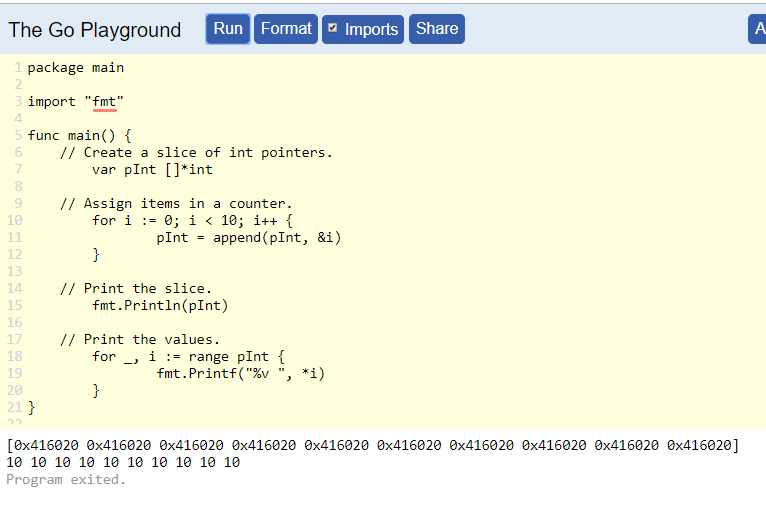 The Go Playground Run Format Imports Share A
1 package main
2
3 import "fmt"
4
5 func main() {
6     // Create a slice of int pointers.
7         var pInt []*int
8
9     // Assign items in a counter.
10         for i := 0; i < 10; i++ {
11                 pInt = append(pInt, &i)
12         }
13
14     // Print the slice.
15         fmt.Println(pInt)
16
17     // Print the values.
18         for _, i := range pInt {
19                 fmt.Printf("%v ", *i)
20         }
21 }
22
[0x416020 0x416020 0x416020 0x416020 0x416020 0x416020 0x416020 0x416020 0x416020 0x416020]
10 10 10 10 10 10 10 10 10 10
Program exited.